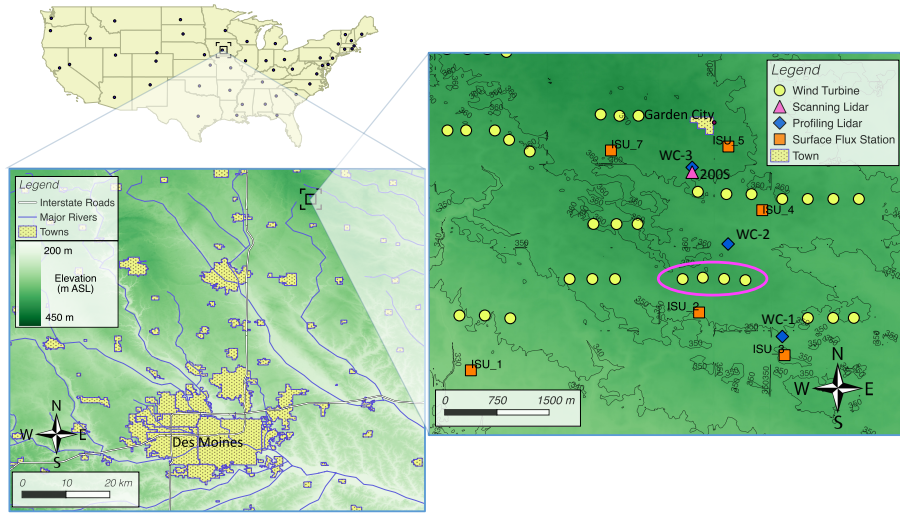 Legend
Interstate Roads
Major Rivers
Towns
200 m
Elevation
(m ASL)
450 m
Des Moines
N
W E
S
0 10 20 km
Legend
Wind Turbine
Scanning Lidar
Profiling Lidar
Surface Flux Station
Town
Garden City
ISU_7
ISU_5
WC-3
200S
ISU_4
WC-2
350
ISU_2
WC-1
ISU_3
ISU_1
N
W E
S
0 750 1500 m